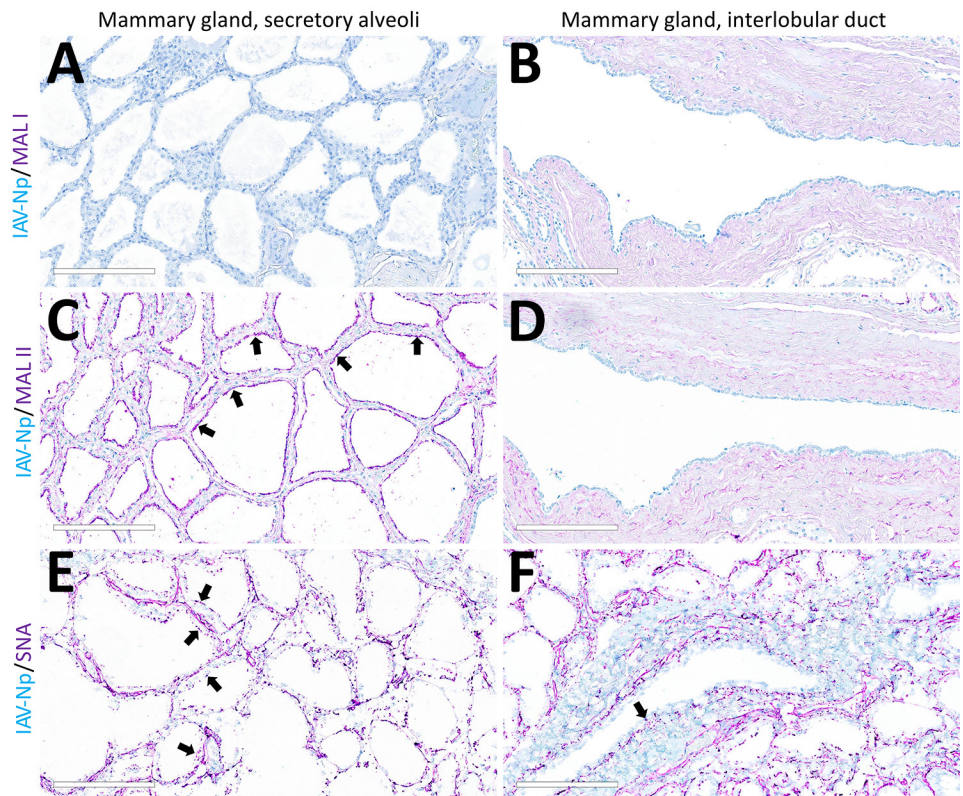 Mammary gland, secretory alveoli
Mammary gland, interlobular duct
IAV-Np/MAL I
A
B
IAV-Np/MAL II
C
D
IAV-Np/SNA
E
F